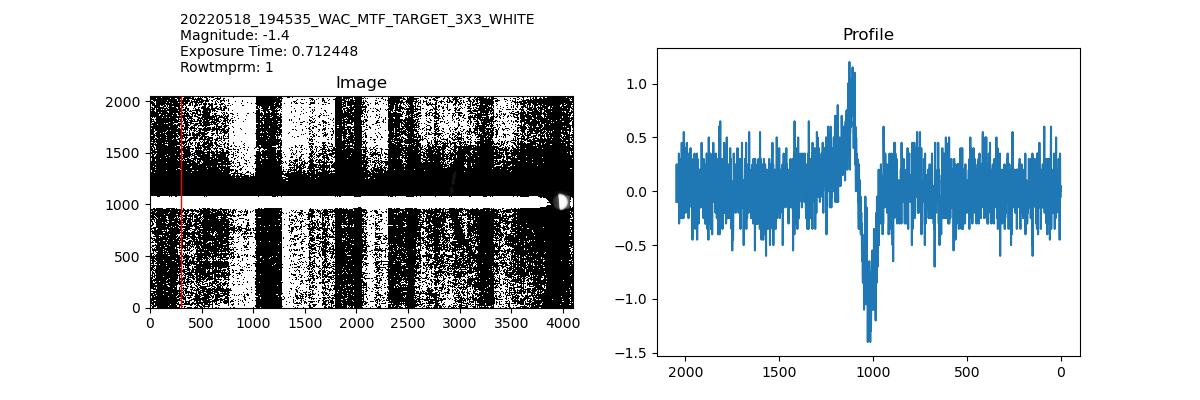 20220518_194535_WAC_MTF_TARGET_3X3_WHITE
Magnitude: -1.4
Exposure Time: 0.712448
Rowtmprm: 1
Image
2000
1500
1000
500
0
0 500 1000 1500 2000 2500 3000 3500 4000
Profile
1.0
0.5
0.0
−0.5
−1.0
−1.5
2000 1500 1000 500 0